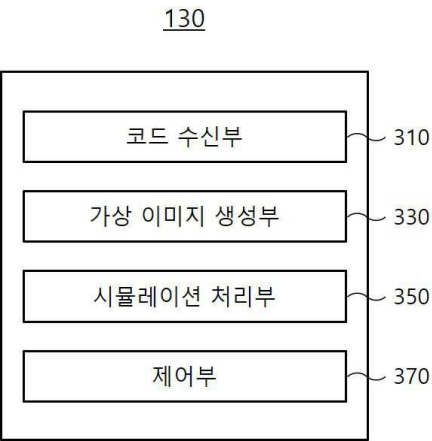 130
코드 수신부 310
가상 이미지 생성부 330
시뮬레이션 처리부 350
제어부 370